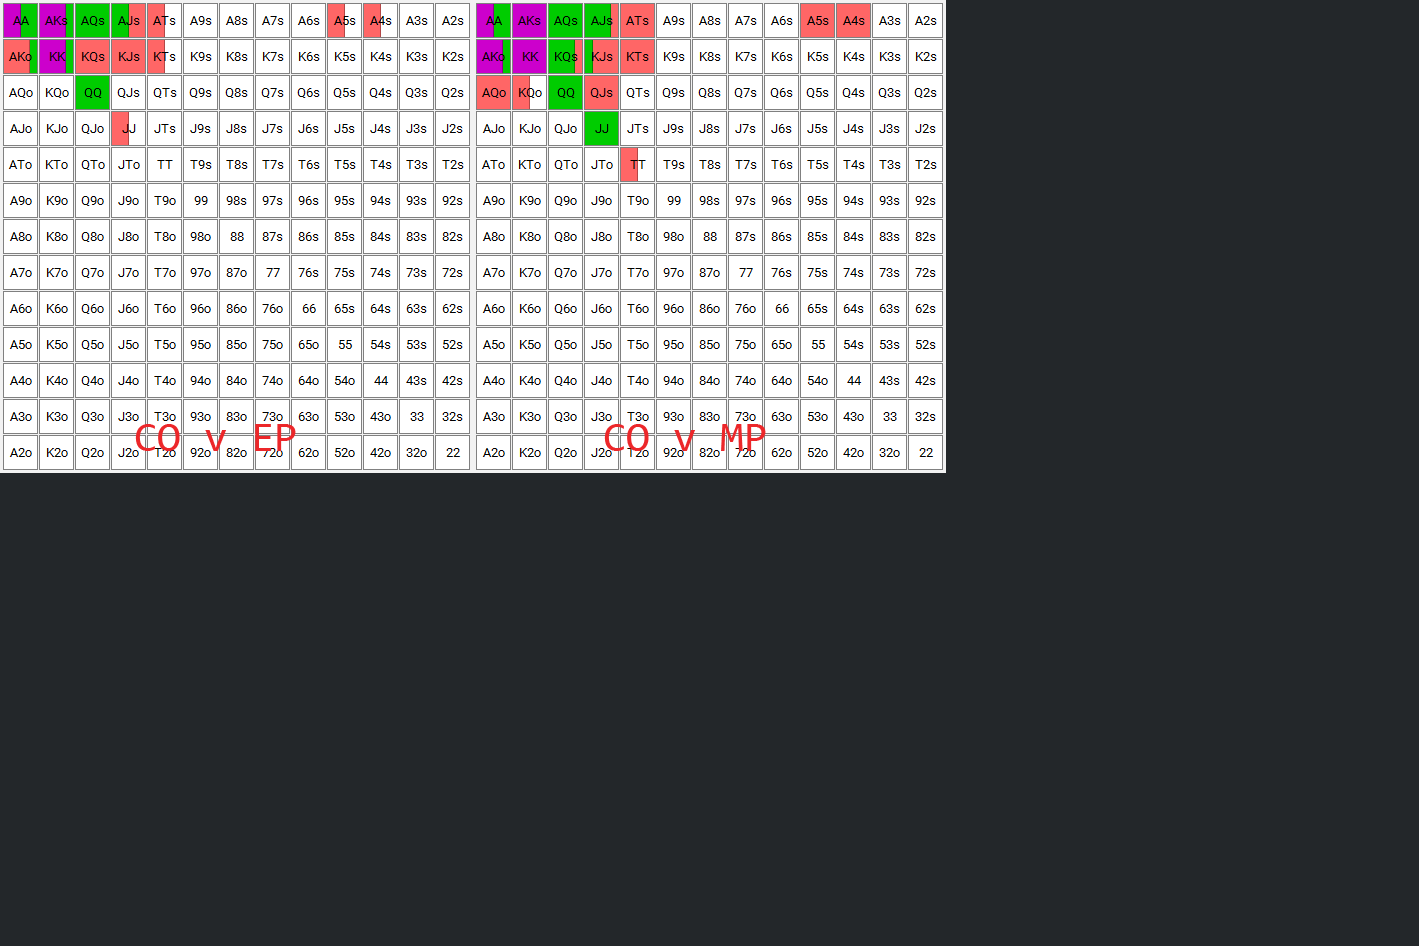 AA AKs AQs AJs ATs A9s A8s A7s A6s A5s A4s A3s A2s AA AKs AQs AJs ATs A9s A8s A7s A6s A5s A4s A3s A2s
AKo KK KQs KJs KTs K9s K8s K7s K6s K5s K4s K3s K2s AKo KK KQs KJs KTs K9s K8s K7s K6s K5s K4s K3s K2s
AQo KQo QQ QJs QTs Q9s Q8s Q7s Q6s Q5s Q4s Q3s Q2s AQo KQo QQ QJs QTs Q9s Q8s Q7s Q6s Q5s Q4s Q3s Q2s
AJo KJo QJo JJ JTs J9s J8s J7s J6s J5s J4s J3s J2s AJo KJo QJo JJ JTs J9s J8s J7s J6s J5s J4s J3s J2s
ATo KTo QTo JTo TT T9s T8s T7s T6s T5s T4s T3s T2s ATo KTo QTo JTo TT T9s T8s T7s T6s T5s T4s T3s T2s
A9o K9o Q9o J9o T9o 99 98s 97s 96s 95s 94s 93s 92s A9o K9o Q9o J9o T9o 99 98s 97s 96s 95s 94s 93s 92s
A8o K8o Q8o J8o T8o 98o 88 87s 86s 85s 84s 83s 82s A8o K8o Q8o J8o T8o 98o 88 87s 86s 85s 84s 83s 82s
A7o K7o Q7o J7o T7o 97o 87o 77 76s 75s 74s 73s 72s A7o K7o Q7o J7o T7o 97o 87o 77 76s 75s 74s 73s 72s
A6o K6o Q6o J6o T6o 96o 86o 76o 66 65s 64s 63s 62s A6o K6o Q6o J6o T6o 96o 86o 76o 66 65s 64s 63s 62s
A5o K5o Q5o J5o T5o 95o 85o 75o 65o 55 54s 53s 52s A5o K5o Q5o J5o T5o 95o 85o 75o 65o 55 54s 53s 52s
A4o K4o Q4o J4o T4o 94o 84o 74o 64o 54o 44 43s 42s A4o K4o Q4o J4o T4o 94o 84o 74o 64o 54o 44 43s 42s
A3o K3o Q3o J3o T3o 93o 83o 73o 63o 53o 43o 33 32s A3o K3o Q3o J3o T3o 93o 83o 73o 63o 53o 43o 33 32s
CO v EP CO v MP
A2o K2o Q2o J2o T2o 92o 82o 72o 62o 52o 42o 32o 22 A2o K2o Q2o J2o T2o 92o 82o 72o 62o 52o 42o 32o 22